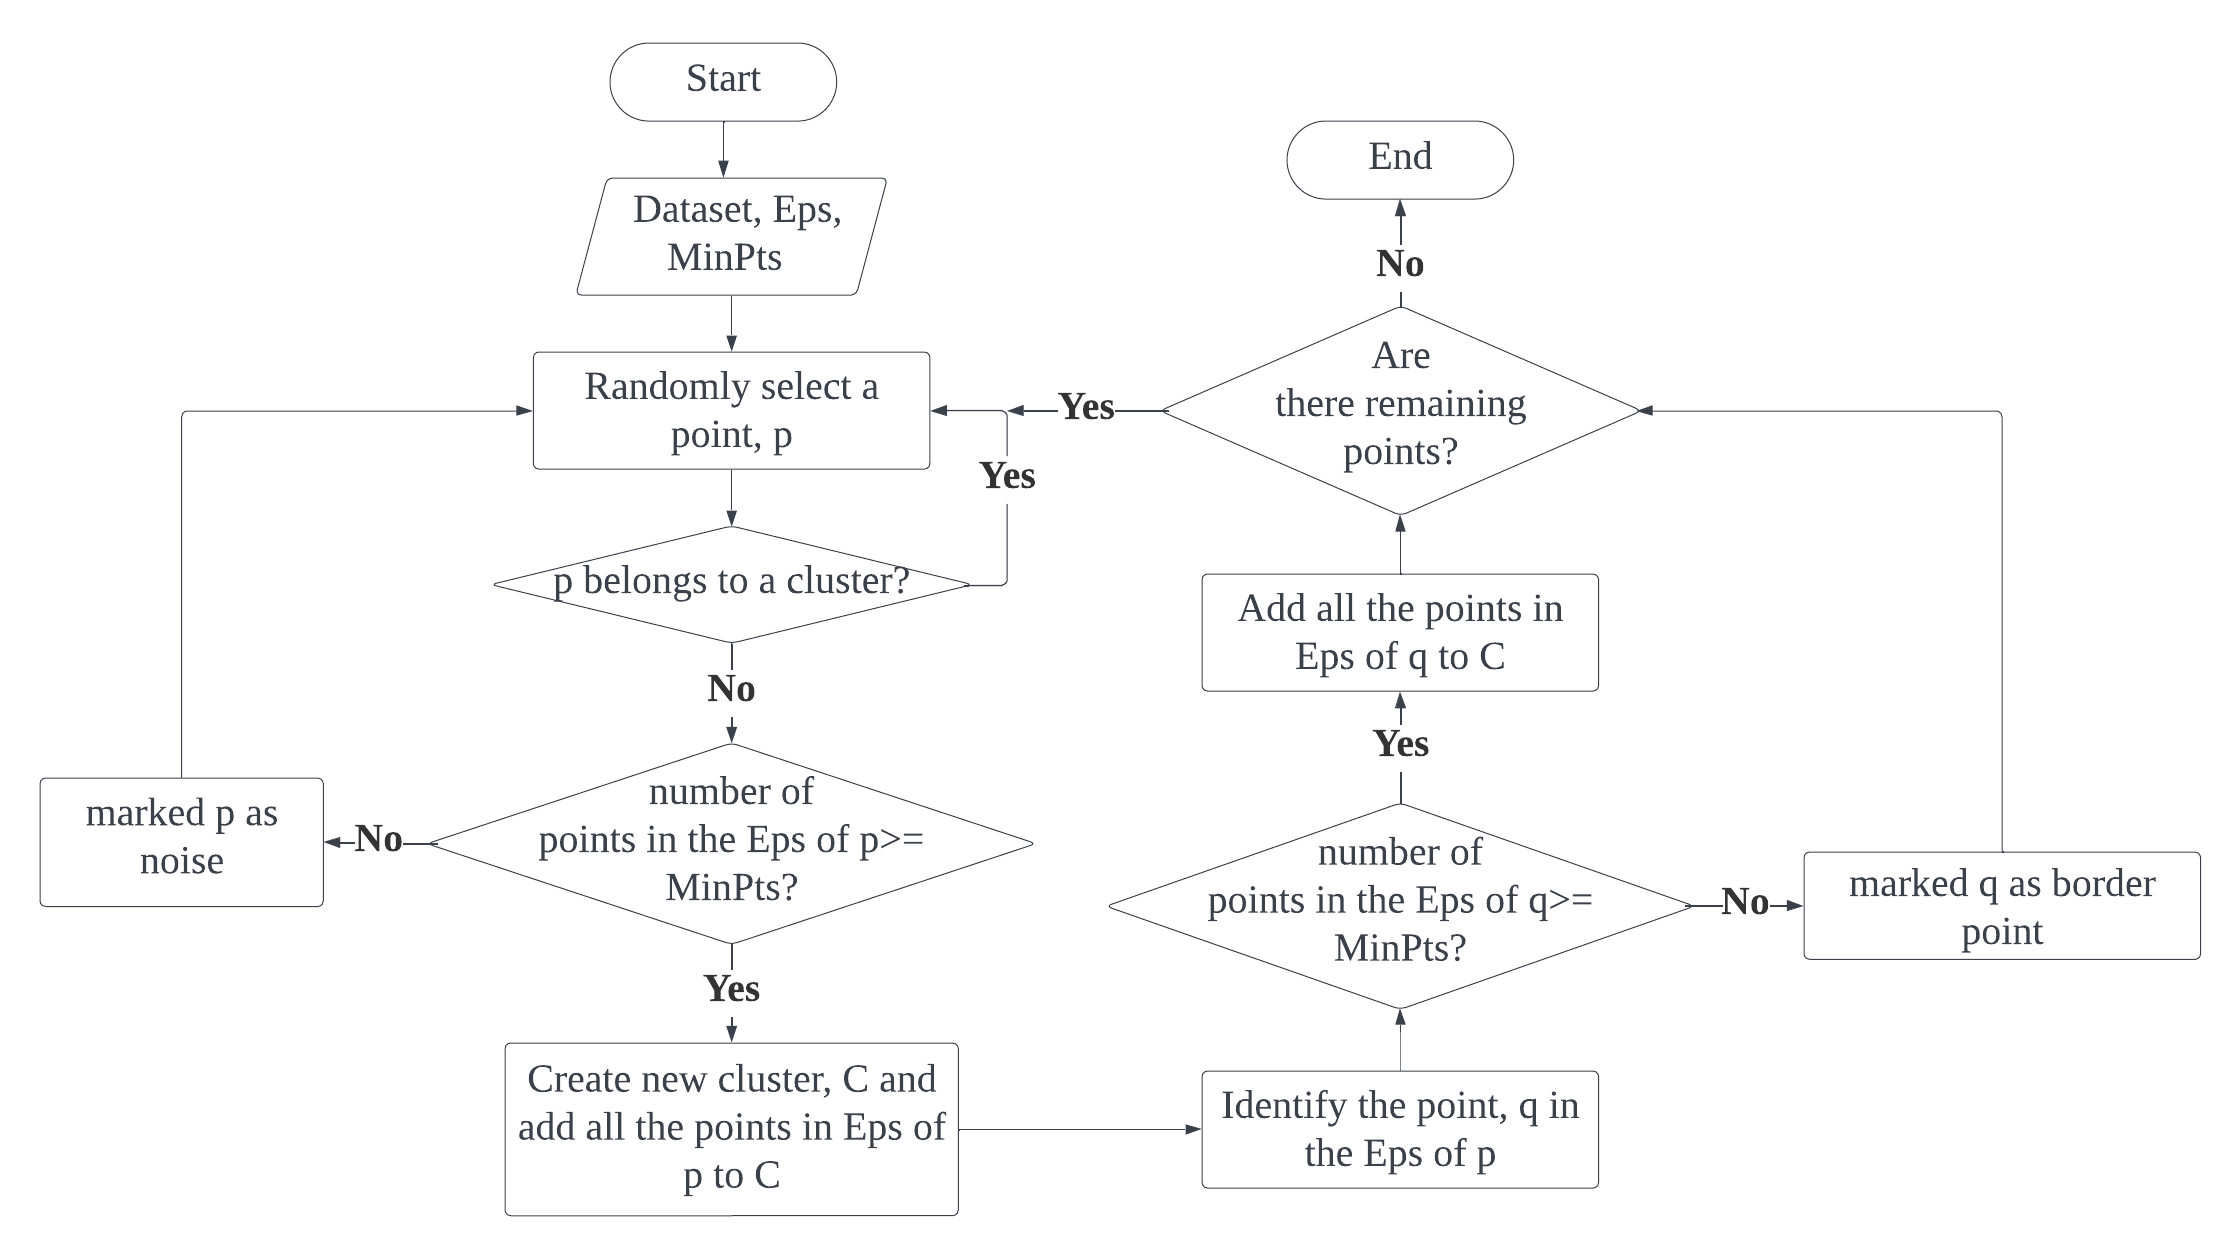 Start
Dataset, Eps,
MinPts
Randomly select a
point, p
Yes
p belongs to a cluster?
No
number of
points in the Eps of p>=
MinPts?
No
marked p as
noise
Yes
Create new cluster, C and
add all the points in Eps of
p to C
Identify the point, q in
the Eps of p
number of
points in the Eps of q>=
MinPts?
No
marked q as border
point
Yes
Add all the points in
Eps of q to C
Are
there remaining
points?
Yes
No
End